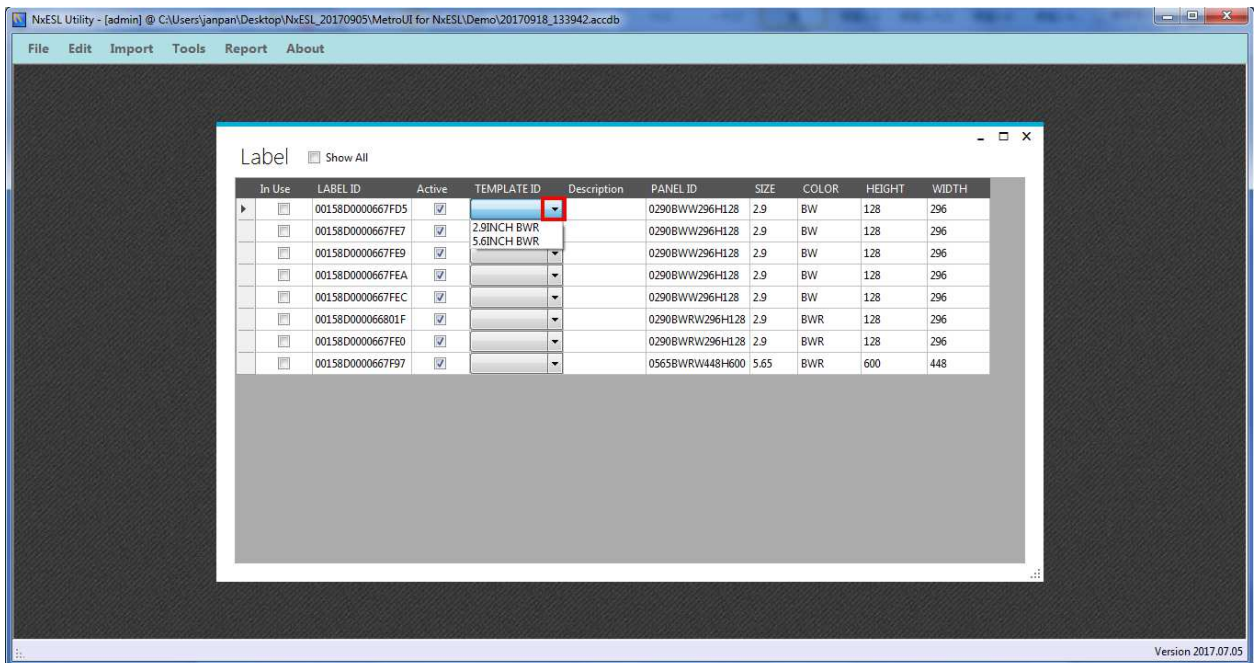 NxESL Utility - [admin] @ C:\Users\janpan\Desktop\NxESL_20170905\MetroUI for NxESL\Demo\20170918_133942.accdb
File Edit Import Tools Report About
Label Show All
In Use LABEL ID Active TEMPLATE ID Description PANEL ID SIZE COLOR HEIGHT WIDTH
00158D0000667FD5 0290BWW296H128 2.9 BW 128 296
00158D0000667FE7 2.9INCH BWR 0290BWW296H128 2.9 BW 128 296
5.6INCH BWR
00158D0000667FE9 0290BWW296H128 2.9 BW 128 296
00158D0000667FEA 0290BWW296H128 2.9 BW 128 296
00158D0000667FEC 0290BWW296H128 2.9 BW 128 296
00158D000066801F 0290BWRW296H128 2.9 BWR 128 296
00158D0000667FE0 0290BWRW296H128 2.9 BWR 128 296
00158D0000667F97 0565BWRW448H600 5.65 BWR 600 448
Version 2017.07.05